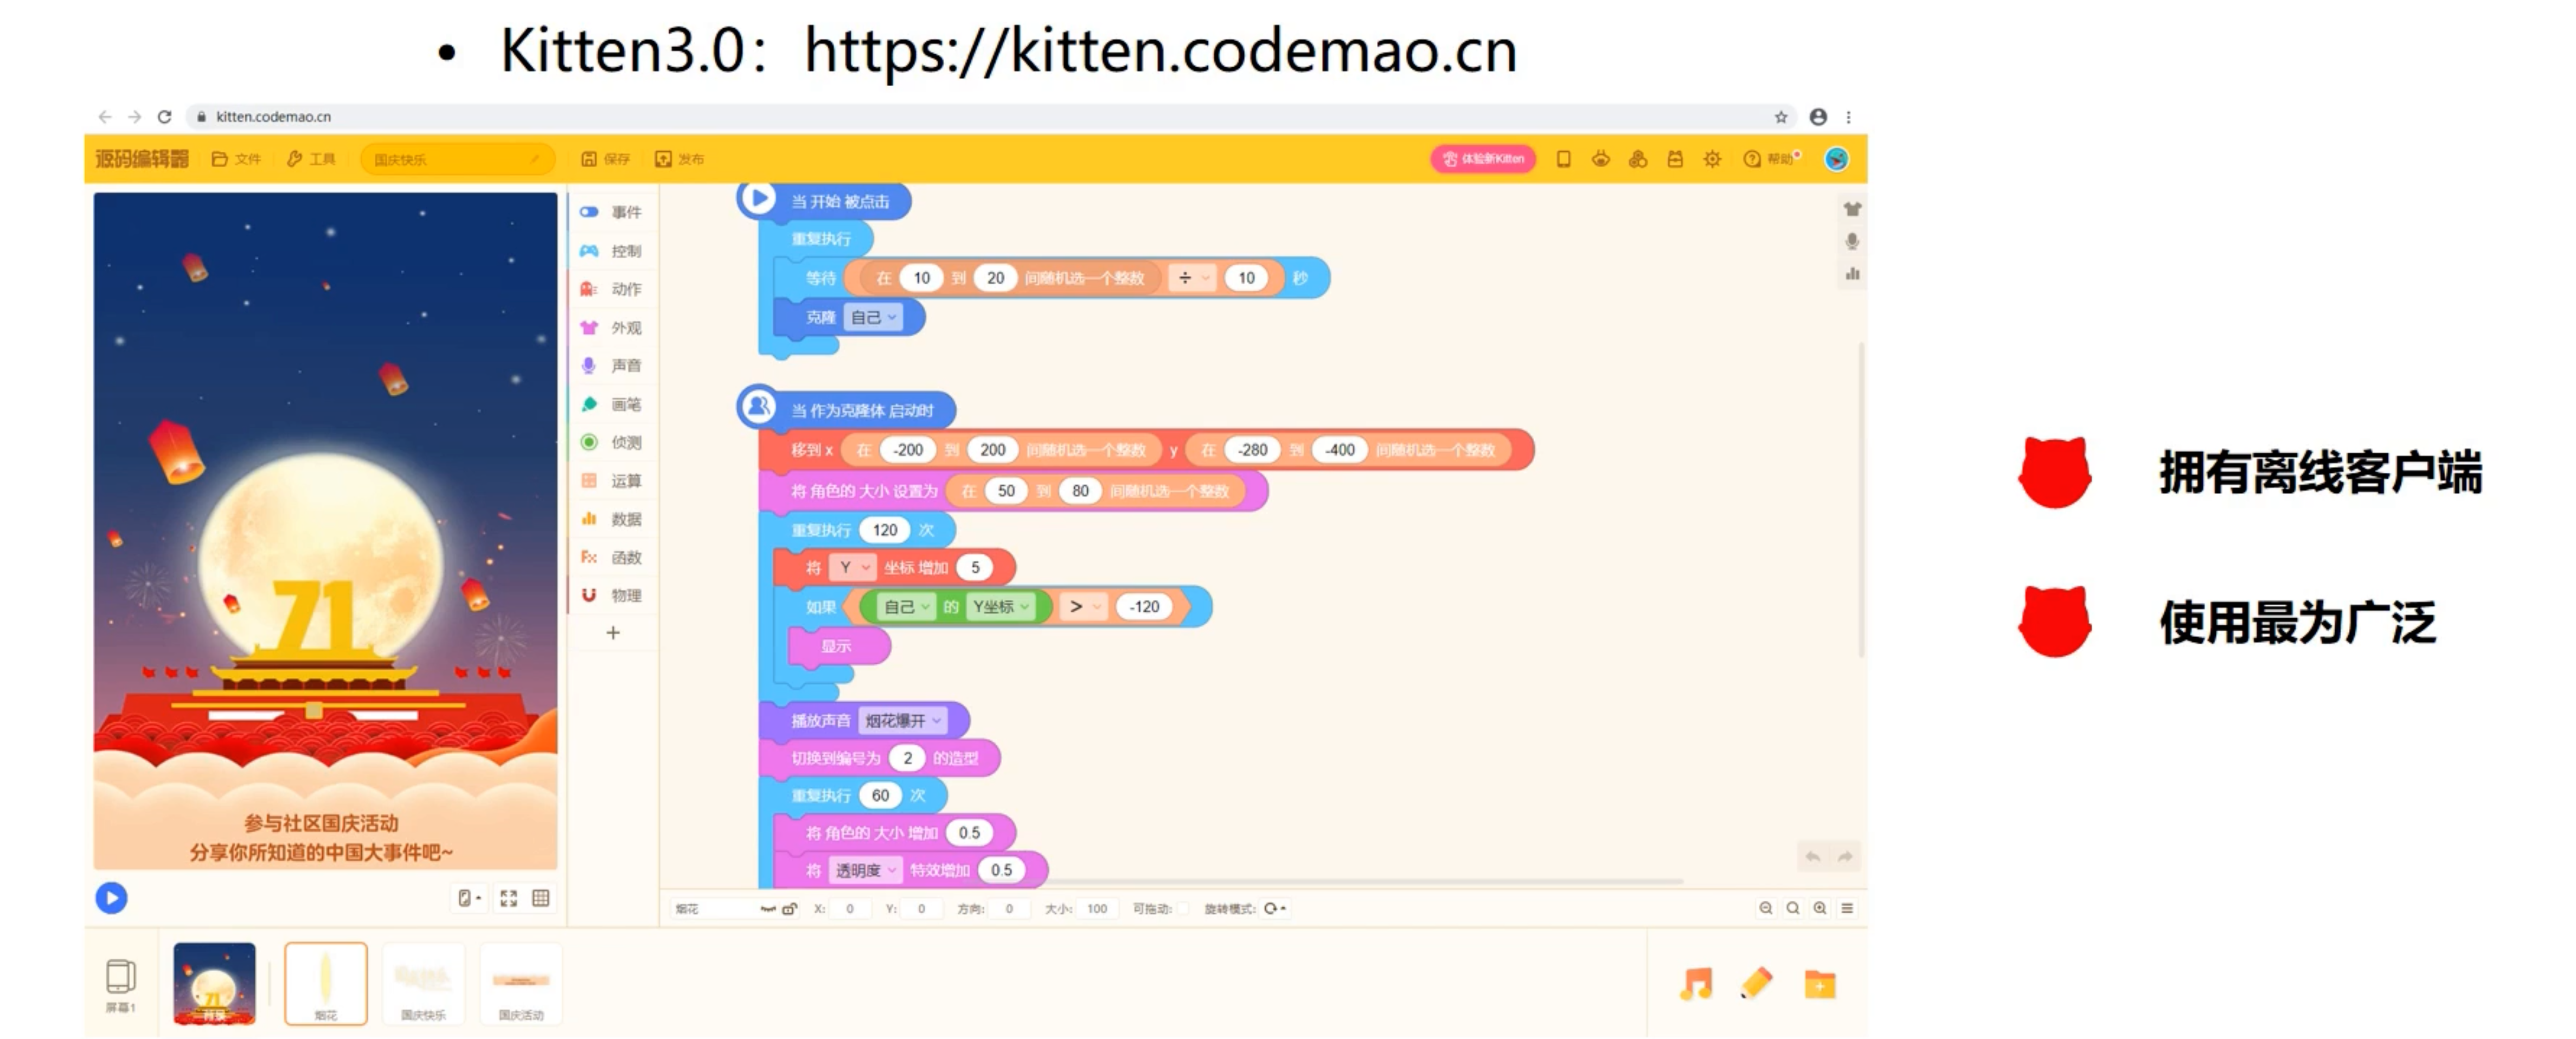 • Kitten3.0：https://kitten.codemao.cn
kitten.codemao.cn
源码编辑器 文件 工具 国庆快乐 保存 发布 体验新Kitten 帮助
71
参与社区国庆活动
分享你所知道的中国大事件吧~
事件
控制
动作
外观
声音
画笔
侦测
运算
数据
函数
物理
+
当 开始 被点击
重复执行
等待 在 10 到 20 间随机选一个整数 ÷ 10 秒
克隆 自己
当 作为克隆体 启动时
移到 x 在 -200 到 200 间随机选一个整数 y 在 -280 到 -400 间随机选一个整数
将 角色的 大小 设置为 在 50 到 80 间随机选一个整数
重复执行 120 次
将 Y 坐标 增加 5
如果 自己 的 Y坐标 > -120
显示
播放声音 烟花爆开
切换到编号为 2 的造型
重复执行 60 次
将 角色的 大小 增加 0.5
将 透明度 特效增加 0.5
烟花 X: 0 Y: 0 方向: 0 大小: 100 可拖动: 旋转模式:
屏幕1
背景
烟花
国庆快乐
国庆活动
拥有离线客户端
使用最为广泛